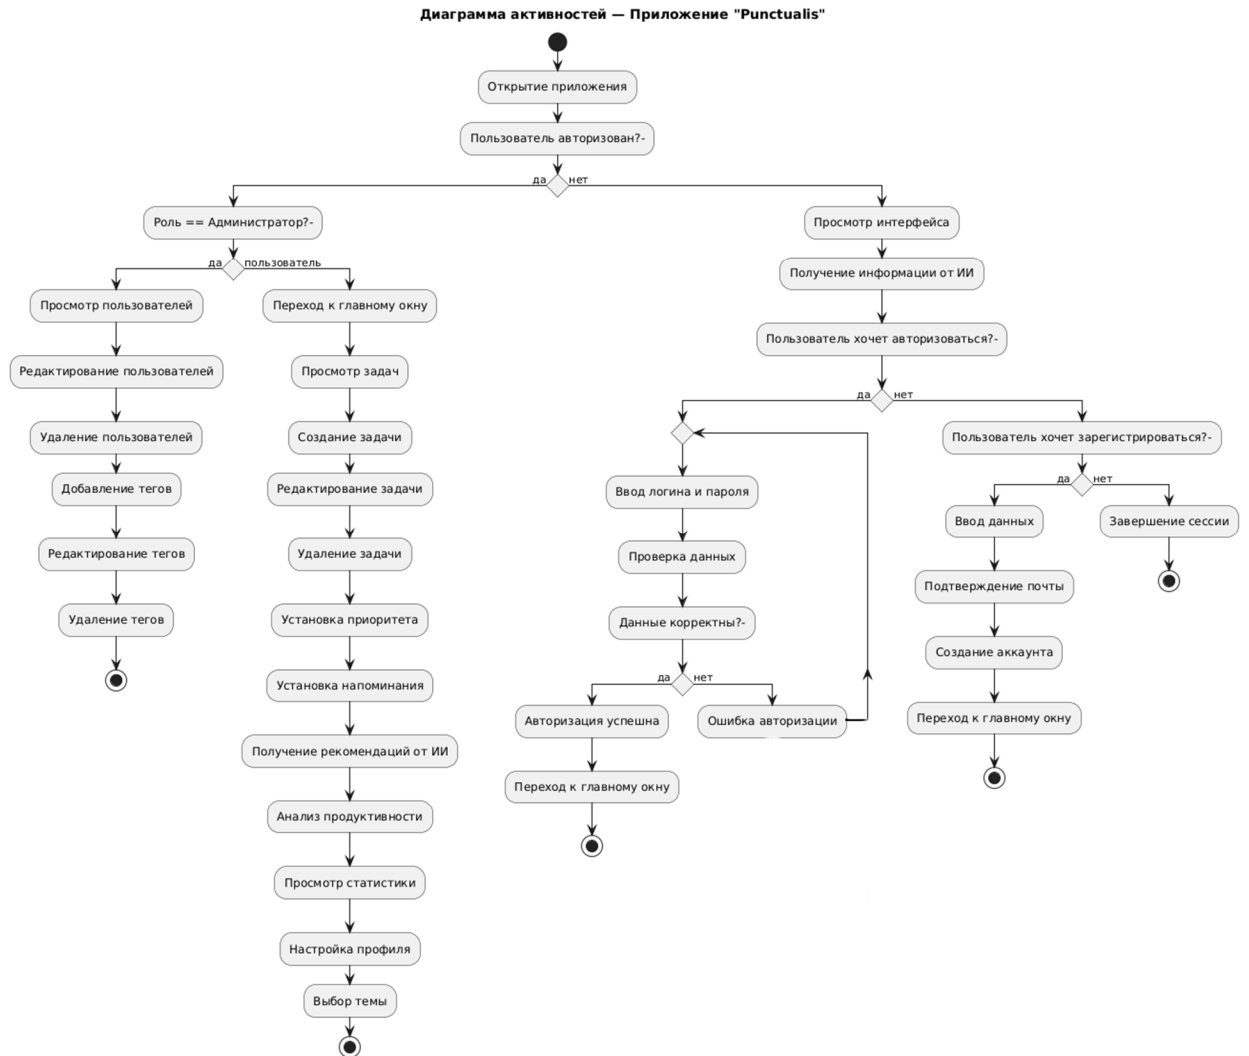 Диаграмма активностей — Приложение "Punctualis"
Открытие приложения
Пользователь авторизован?-
да
нет
Роль == Администратор?-
да
пользователь
Просмотр пользователей
Редактирование пользователей
Удаление пользователей
Добавление тегов
Редактирование тегов
Удаление тегов
Переход к главному окну
Просмотр задач
Создание задачи
Редактирование задачи
Удаление задачи
Установка приоритета
Установка напоминания
Получение рекомендаций от ИИ
Анализ продуктивности
Просмотр статистики
Настройка профиля
Выбор темы
Просмотр интерфейса
Получение информации от ИИ
Пользователь хочет авторизоваться?-
да
нет
Ввод логина и пароля
Проверка данных
Данные корректны?-
да
нет
Авторизация успешна
Переход к главному окну
Ошибка авторизации
Пользователь хочет зарегистрироваться?-
да
нет
Ввод данных
Подтверждение почты
Создание аккаунта
Переход к главному окну
Завершение сессии